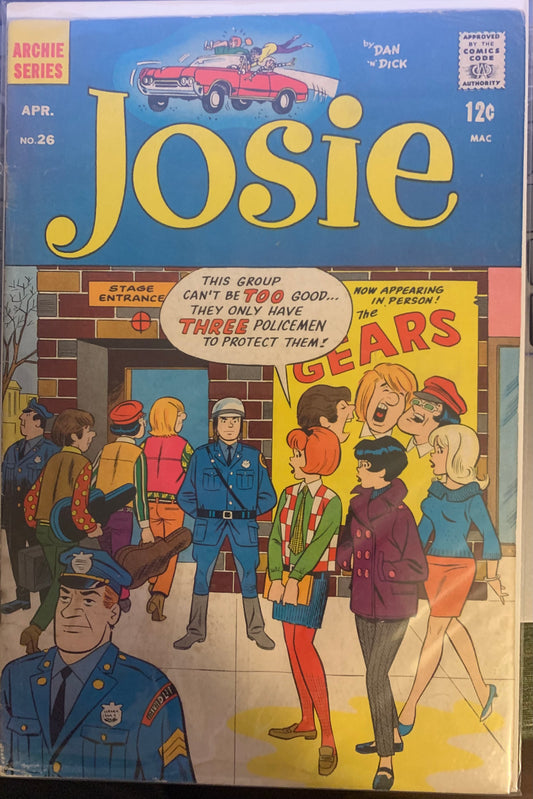 ARCHIE
SERIES
by DAN
'N' DICK
APPROVED
BY THE
COMICS
CODE
CA
AUTHORITY
APR.
NO. 26
12¢
MAC
Josie
STAGE
ENTRANCE
THIS GROUP
CAN'T BE TOO GOOD...
THEY ONLY HAVE
THREE POLICEMEN
TO PROTECT THEM!
NOW APPEARING
IN PERSON!
The
GEARS